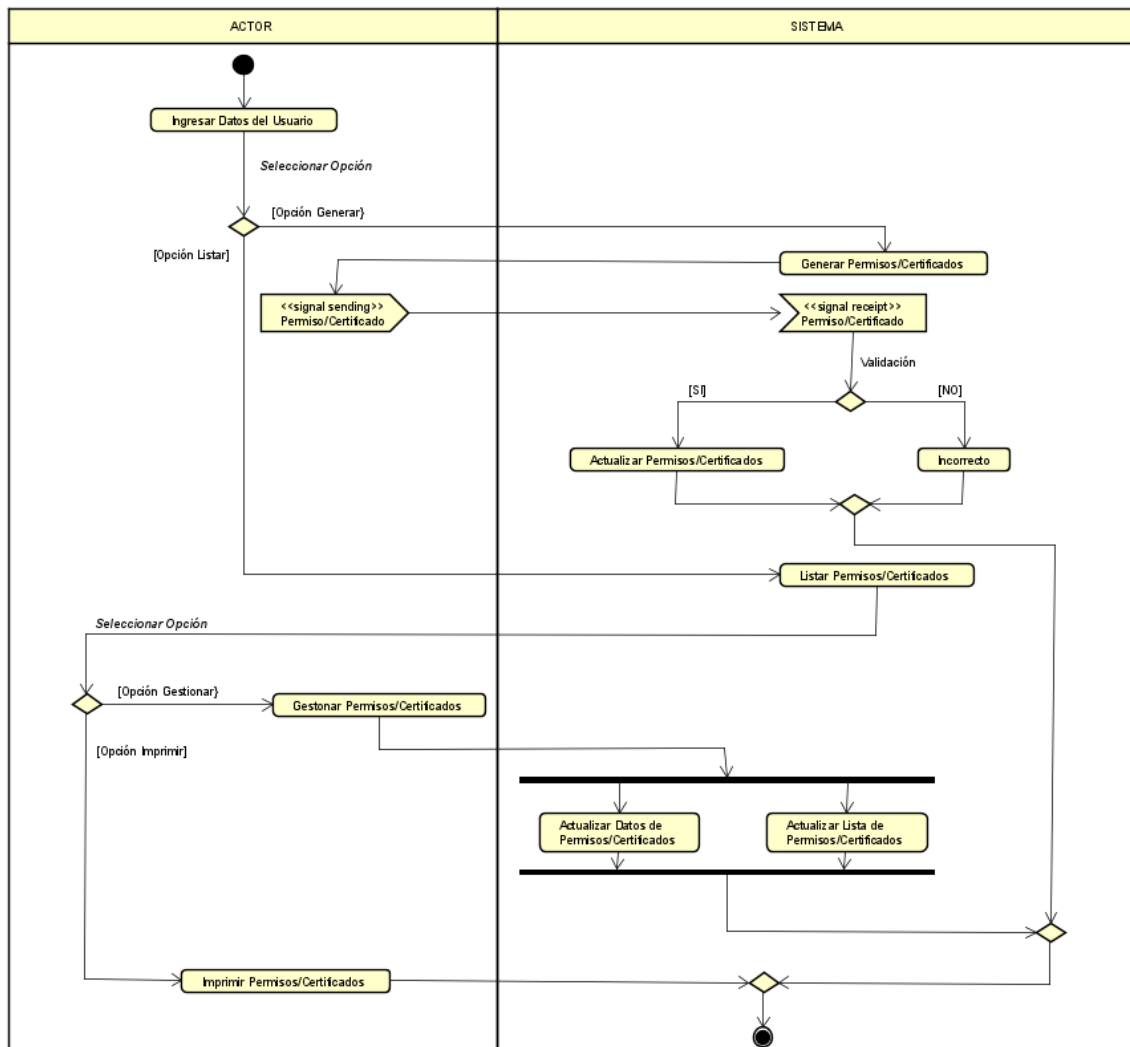 ACTOR
SISTEMA
Ingresar Datos del Usuario
Seleccionar Opción
[Opción Generar}
[Opción Listar]
Generar Permisos/Certificados
<<signal sending>>
Permiso/Certificado
<<signal receipt>>
Permiso/Certificado
Validación
[SI]
[NO]
Actualizar Permisos/Certificados
Incorrecto
Listar Permisos/Certificados
Seleccionar Opción
[Opción Gestionar}
Gestonar Permisos/Certificados
[Opción Imprimir]
Actualizar Datos de
Permisos/Certificados
Actualizar Lista de
Permisos/Certificados
Imprimir Permisos/Certificados